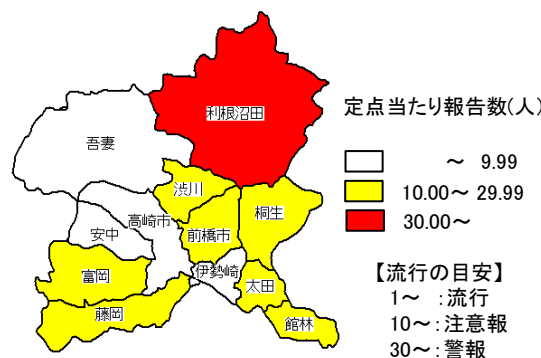 利根沼田
定点当たり報告数(人)
吾妻
～ 9.99
渋川
10.00～ 29.99
桐生
高崎市
30.00～
安中
前橋市
伊勢崎
富岡
太田
【流行の目安】
1～ :流行
藤岡
館林
10～:注意報
30～:警報